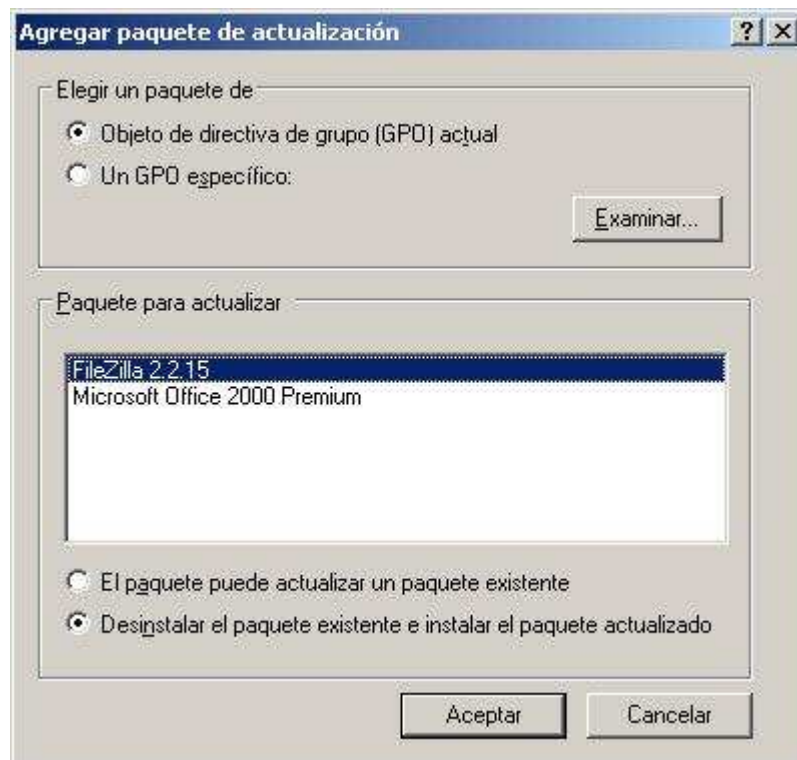 Agregar paquete de actualización
Elegir un paquete de
Objeto de directiva de grupo (GPO) actual
Un GPO específico:
Examinar...
Paquete para actualizar
FileZilla 2.2.15
Microsoft Office 2000 Premium
El paquete puede actualizar un paquete existente
Desinstalar el paquete existente e instalar el paquete actualizado
Aceptar
Cancelar